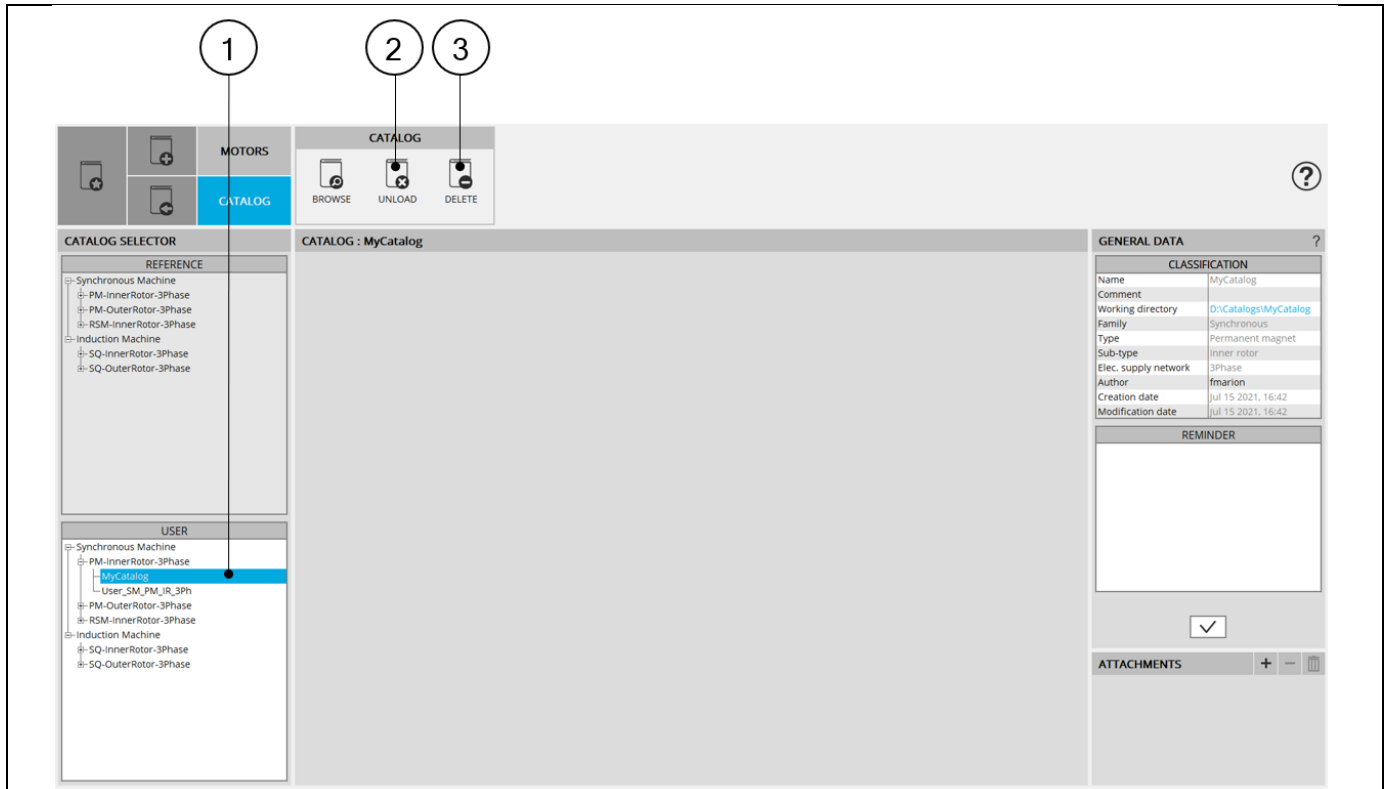 1
2
3
MOTORS
CATALOG
CATALOG
BROWSE
UNLOAD
DELETE
?
CATALOG SELECTOR
REFERENCE
Synchronous Machine
PM-InnerRotor-3Phase
PM-OuterRotor-3Phase
RSM-InnerRotor-3Phase
Induction Machine
SQ-InnerRotor-3Phase
SQ-OuterRotor-3Phase
USER
Synchronous Machine
PM-InnerRotor-3Phase
MyCatalog
User_SM_PM_IR_3Ph
PM-OuterRotor-3Phase
RSM-InnerRotor-3Phase
Induction Machine
SQ-InnerRotor-3Phase
SQ-OuterRotor-3Phase
CATALOG : MyCatalog
GENERAL DATA ?
CLASSIFICATION
Name MyCatalog
Comment
Working directory D:\Catalogs\MyCatalog
Family Synchronous
Type Permanent magnet
Sub-type Inner rotor
Elec. supply network 3Phase
Author fmarion
Creation date Jul 15 2021, 16:42
Modification date Jul 15 2021, 16:42
REMINDER
ATTACHMENTS